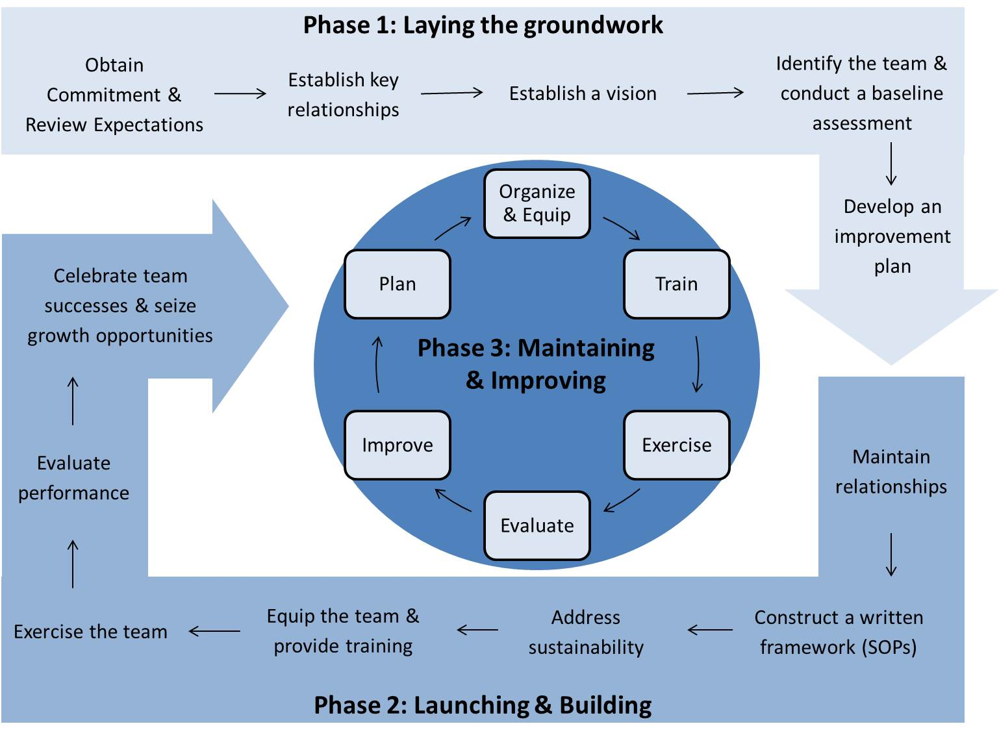 Phase 1: Laying the groundwork
Obtain
Commitment &
Review Expectations
Establish key
relationships
Establish a vision
Identify the team &
conduct a baseline
assessment
Develop an
improvement
plan
Maintain
relationships
Construct a written
framework (SOPs)
Address
sustainability
Equip the team &
provide training
Exercise the team
Evaluate
performance
Celebrate team
successes & seize
growth opportunities
Phase 2: Launching & Building
Phase 3: Maintaining
& Improving
Organize
& Equip
Train
Exercise
Evaluate
Improve
Plan